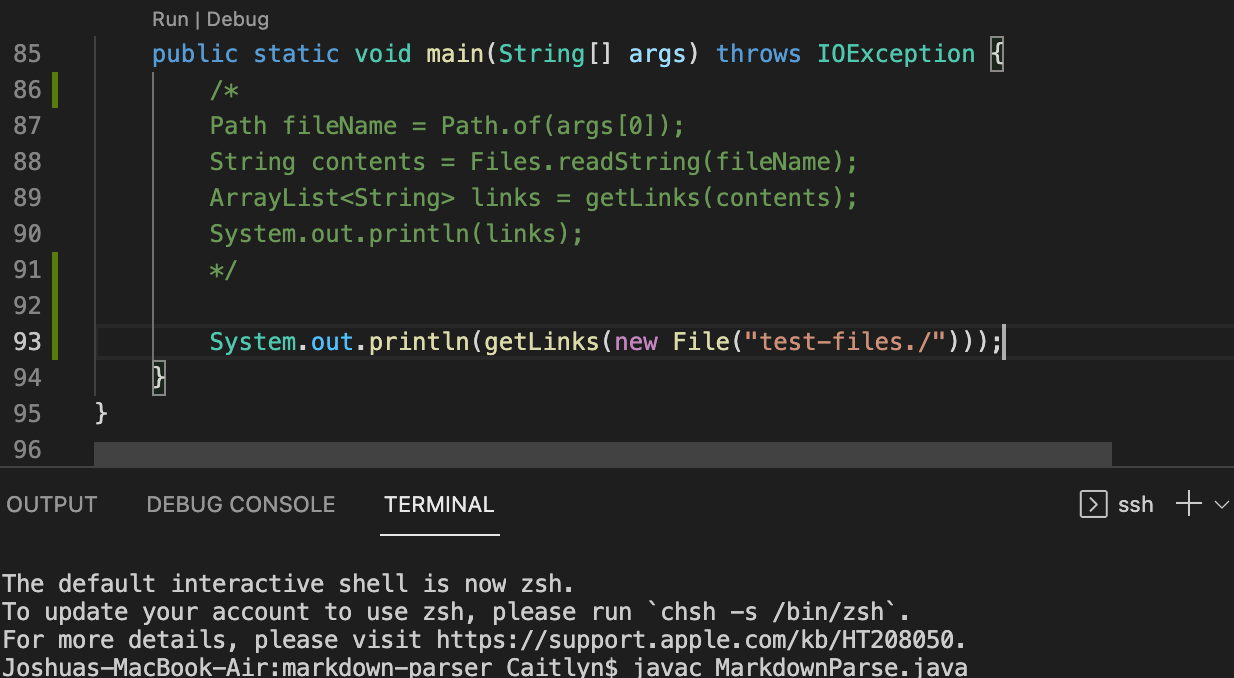 Run | Debug
85 public static void main(String[] args) throws IOException {
86 /*
87 Path fileName = Path.of(args[0]);
88 String contents = Files.readString(fileName);
89 ArrayList<String> links = getLinks(contents);
90 System.out.println(links);
91 */
92
93 System.out.println(getLinks(new File("test-files./")));
94 }
95 }
96
OUTPUT DEBUG CONSOLE TERMINAL ssh
The default interactive shell is now zsh.
To update your account to use zsh, please run `chsh -s /bin/zsh`.
For more details, please visit https://support.apple.com/kb/HT208050.
Joshuas-MacBook-Air:markdown-parser Caitlyn$ javac MarkdownParse.java